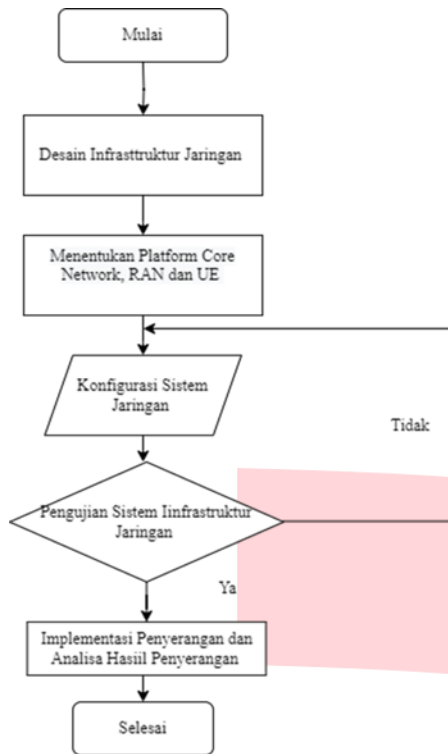 Mulai
Desain Infrasttruktur Jaringan
Menentukan Platform Core
Network, RAN dan UE
Konfigurasi Sistem
Jaringan
Tidak
Pengujian Sistem Iinfrastruktur
Jaringan
Ya
Implementasi Penyerangan dan
Analisa Hasiil Penyerangan
Selesai